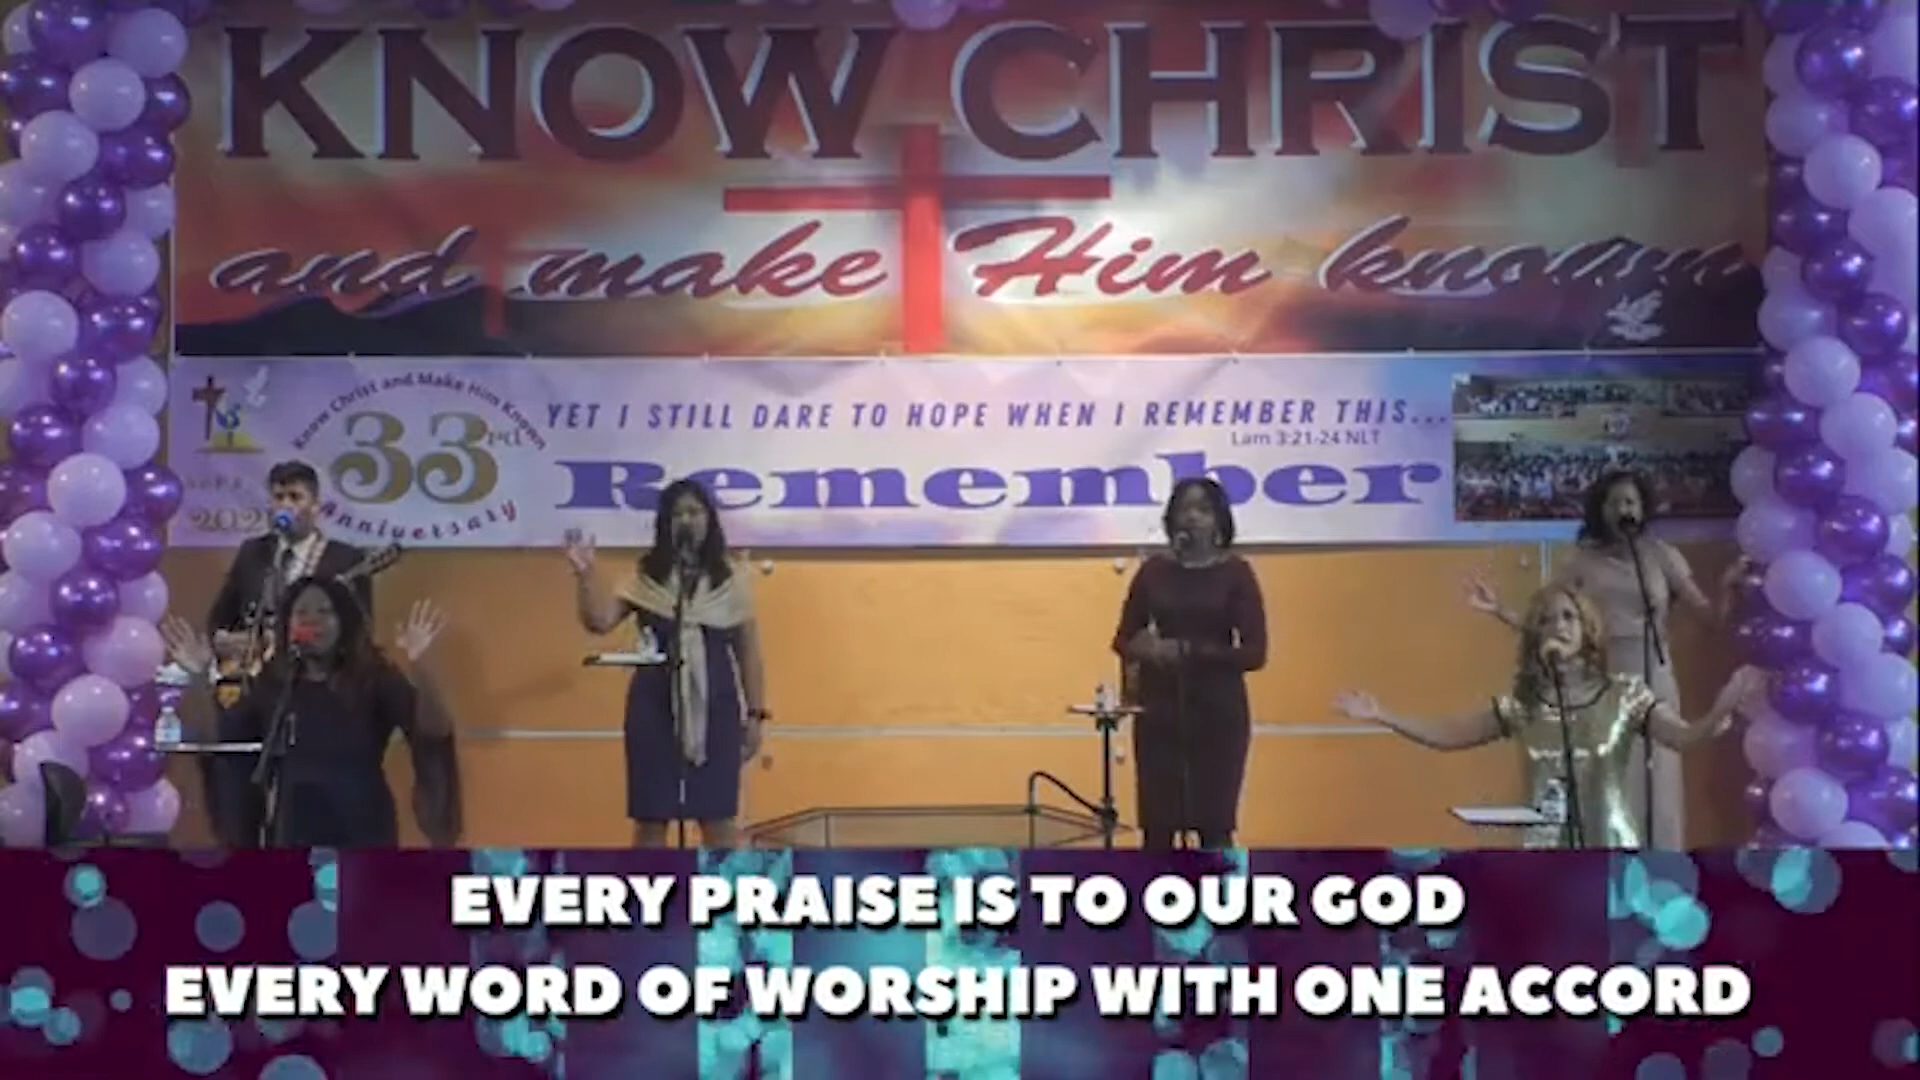 KNOW CHRIST
and make Him known
Know Christ and Make Him Known
33rd
Anniversary
YET I STILL DARE TO HOPE WHEN I REMEMBER THIS...
Lam 3:21-24 NLT
Remember
EVERY PRAISE IS TO OUR GOD
EVERY WORD OF WORSHIP WITH ONE ACCORD